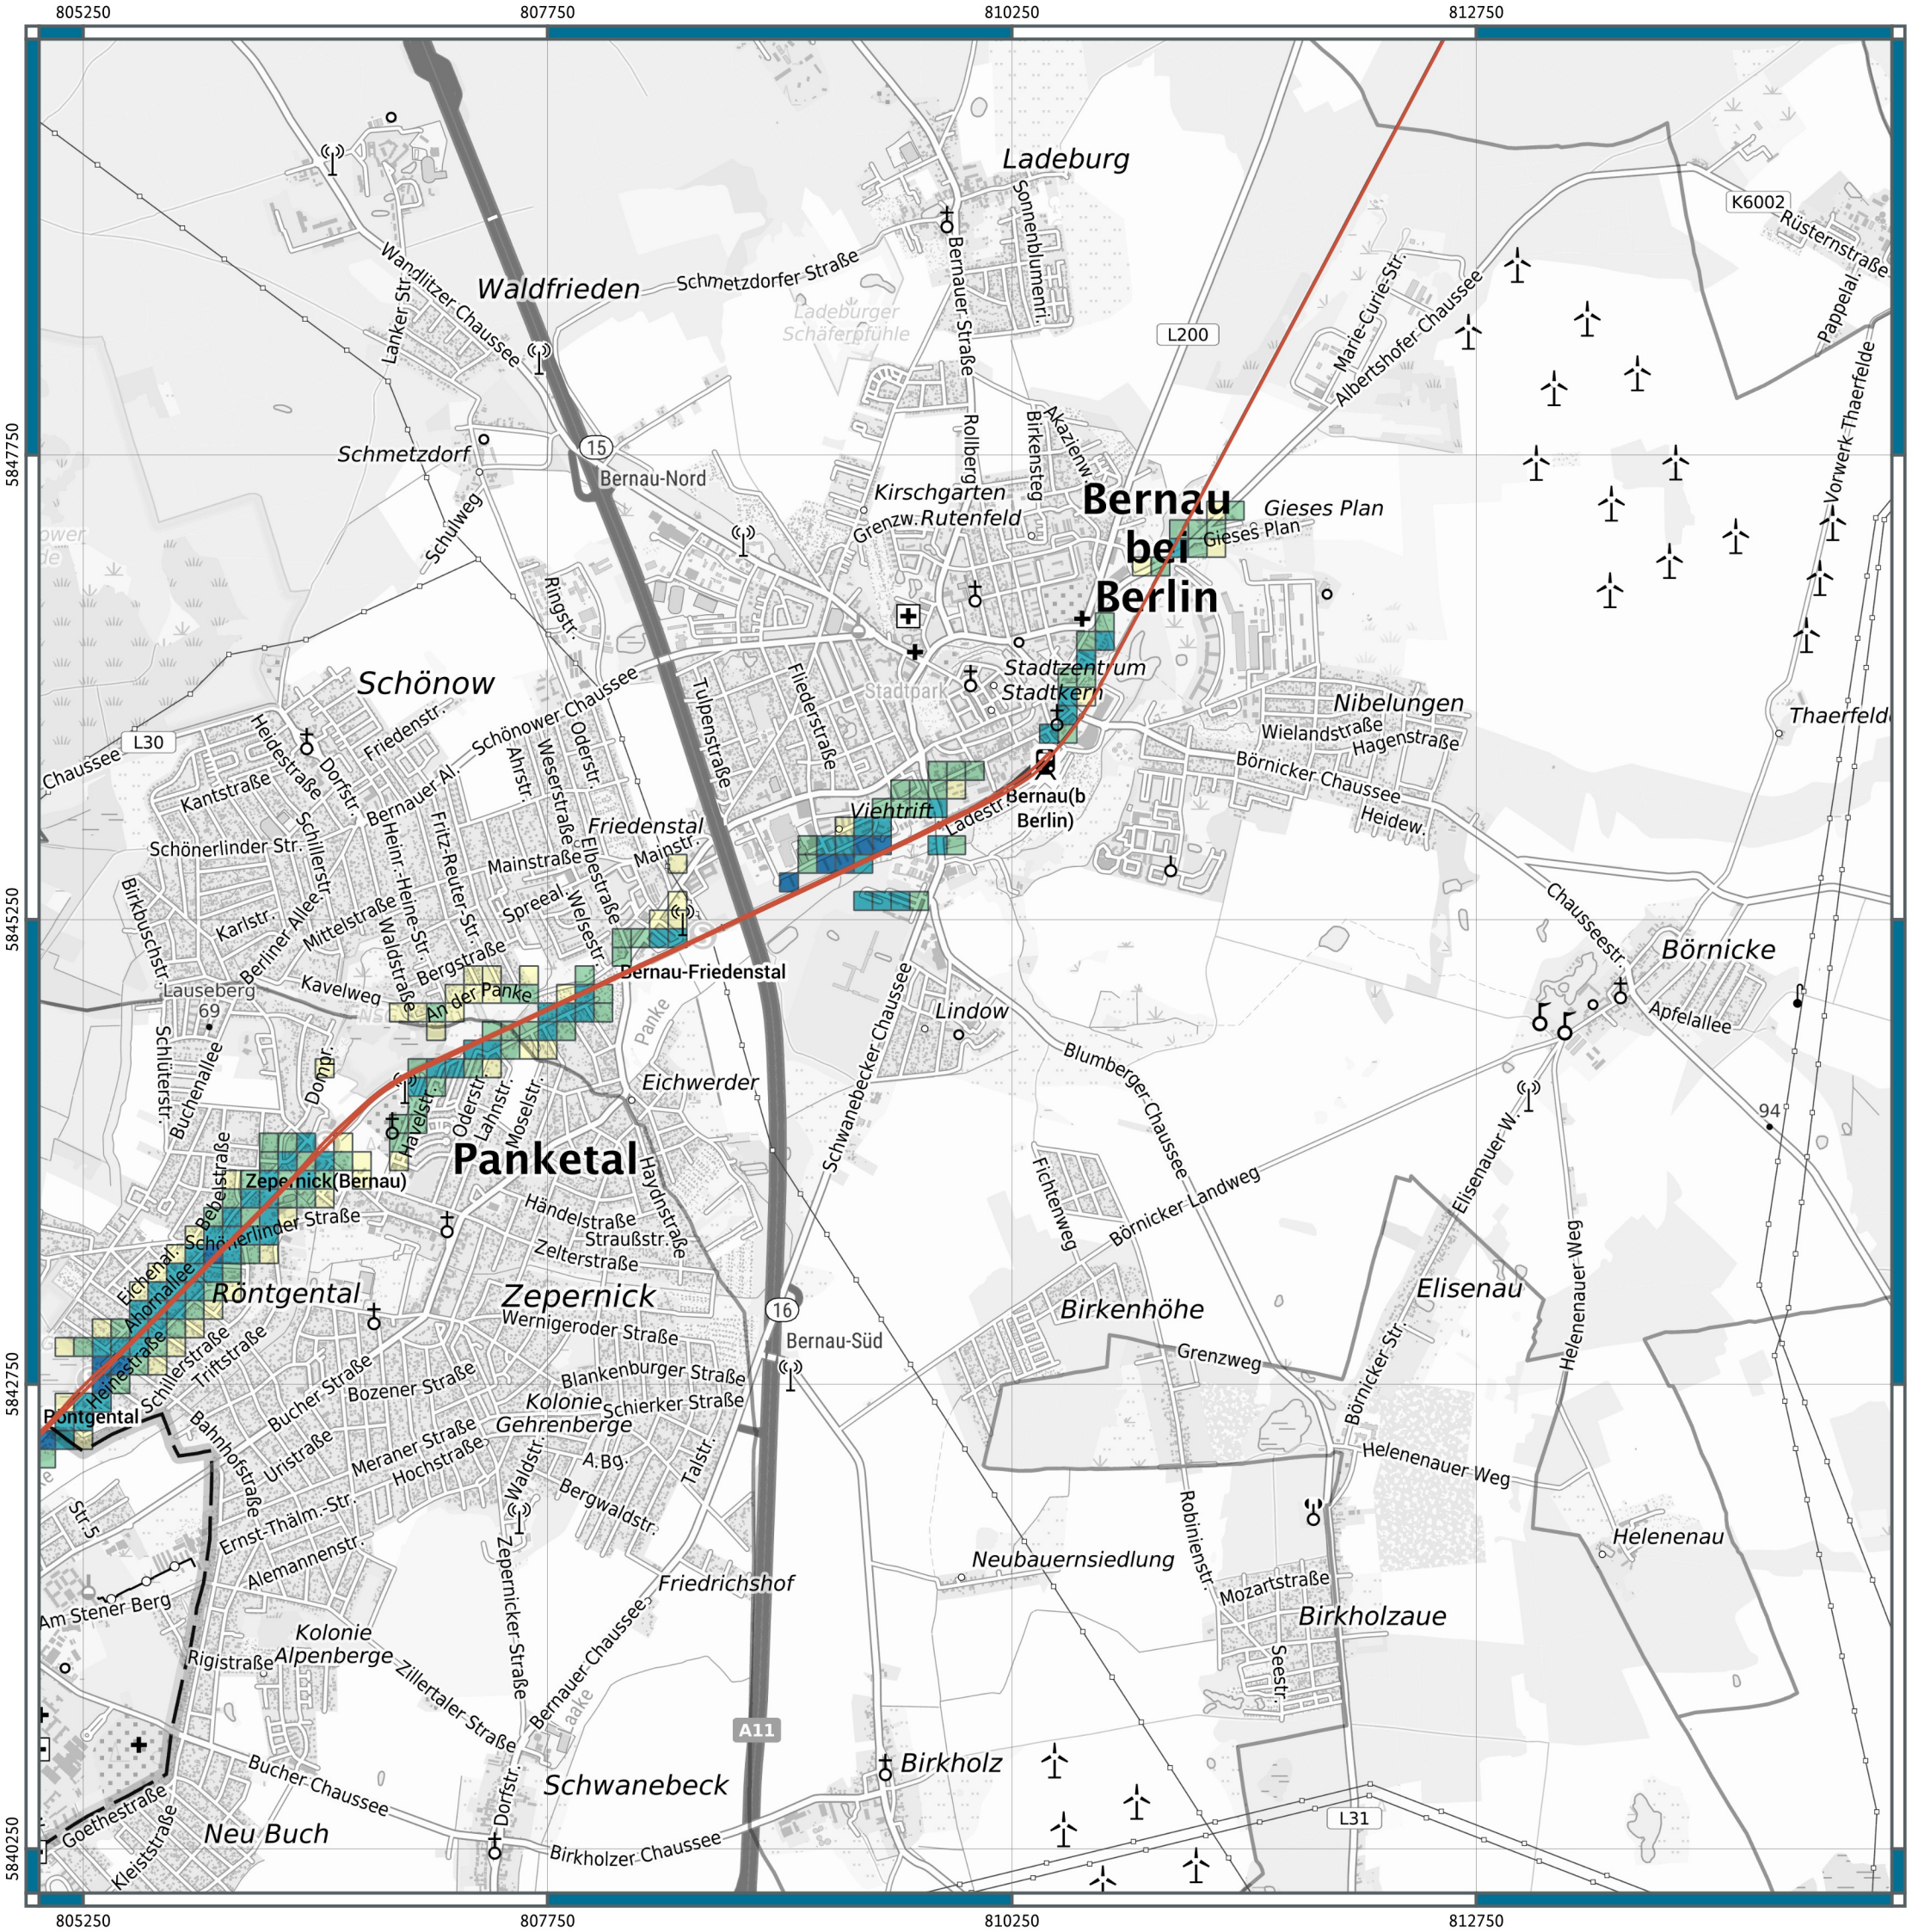 805250
807750
810250
812750
5847750
5845250
5842750
5840250
Ladeburg
Sonnenblumenri.
K6002
Rüsternstraße
Pappelal.
Wandlitzer Chaussee
Lanker Str.
Waldfrieden
Schmetzdorfer Straße
Bernauer Straße
Ladeburger
Schäferpfühle
L200
Marie-Curie-Str.
Albertshofer Chaussee
Vorwerk-Thaerfelde
Schmetzdorf
15
Bernau-Nord
Schulweg
Rollberg
Birkensteg
Akazienw.
Kirschgarten
Grenzw.
Rutenfeld
Bernau
bei
Berlin
Gieses Plan
Gieses Plan
ower
de
Ringstr.
Schönow
Schönower Chaussee
Tulpenstraße
Fliederstraße
Stadtpark
Stadtzentrum
Stadtkern
Nibelungen
Wielandstraße
Hagenstraße
Thaerfeld
L30
Chaussee
Heidestraße
Dorfstr.
Friedenstr.
Kantstraße
Bernauer Al.
Ahrstr.
Weserstraße
Oderstr.
Börnicker Chaussee
Heidew.
Bernau(b
Berlin)
Ladestr.
Viehtrift
Friedenstal
Mainstr.
Schönerlinder Str.
Schillerstr.
Heinr.-Heine-Str.
Fritz-Reuter-Str.
Mainstraße
Elbestraße
Birkbuschstr.
Karlstr.
Berliner Allee
Mittelstraße
Waldstraße
Spreeal.
Welsestr.
Bergstraße
Chausseestr.
Börnicke
Apfelallee
Bernau-Friedenstal
Lauseberg
69
Kavelweg
An der Panke
Panke
Lindow
Schwanebecker Chaussee
Blumberger Chaussee
Schlüterstr.
Buchenallee
Dompr.
Havelstr.
Oderstr.
Lahnstr.
Moselstr.
Eichwerder
94
Elisenauer W.
Panketal
Bebelstraße
Zepernick(Bernau)
Schönerlinder Straße
Haydnstraße
Händelstraße
Straußstr.
Zelterstraße
Fichtenweg
Börnicker Landweg
Helenenauer Weg
Eichenal.
Ahornallee
Röntgental
Zepernick
Wernigeroder Straße
16
Bernau-Süd
Birkenhöhe
Elisenau
Grenzweg
Börnicker Str.
Heinestraße
Schillerstraße
Triftstraße
Bucher Straße
Bozener Straße
Blankenburger Straße
Kolonie
Gehrenberge
Schierker Straße
Röntgental
Bahnhofstraße
Uristraße
Meraner Straße
Hochstraße
Waldstr.
A.Bg.
Talstr.
Bergwaldstr.
Helenenauer Weg
Str.5
Ernst-Thälm.-Str.
Alemannenstr.
Zepernicker Straße
Robinienstr.
Helenenau
Neubauernsiedlung
Friedrichshof
Mozartstraße
Birkholzaue
Seestr.
Am Stener Berg
Kolonie
Alpenberge
Rigistraße
Zillertaler Straße
Bernauer Chaussee
aake
A11
Birkholz
Bucher Chaussee
Schwanebeck
Dorfstr.
Goethestraße
Kleiststraße
Neu Buch
Birkholzer Chaussee
L31
805250
807750
810250
812750